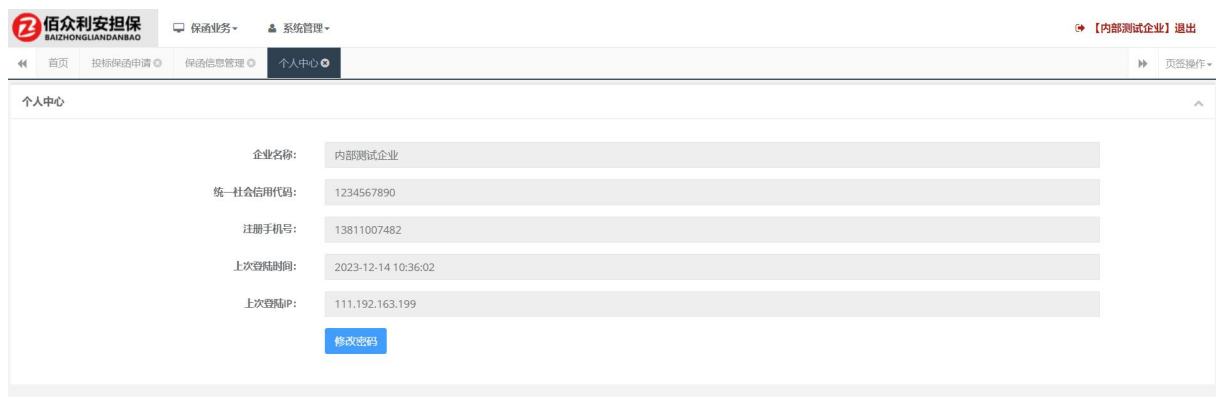 佰众利安担保
BAIZHONGLIANDANBAO
保函业务
系统管理
【内部测试企业】退出
首页
投标保函申请
保函信息管理
个人中心
页签操作
个人中心
企业名称: 内部测试企业
统一社会信用代码: 1234567890
注册手机号: 13811007482
上次登陆时间: 2023-12-14 10:36:02
上次登陆IP: 111.192.163.199
修改密码